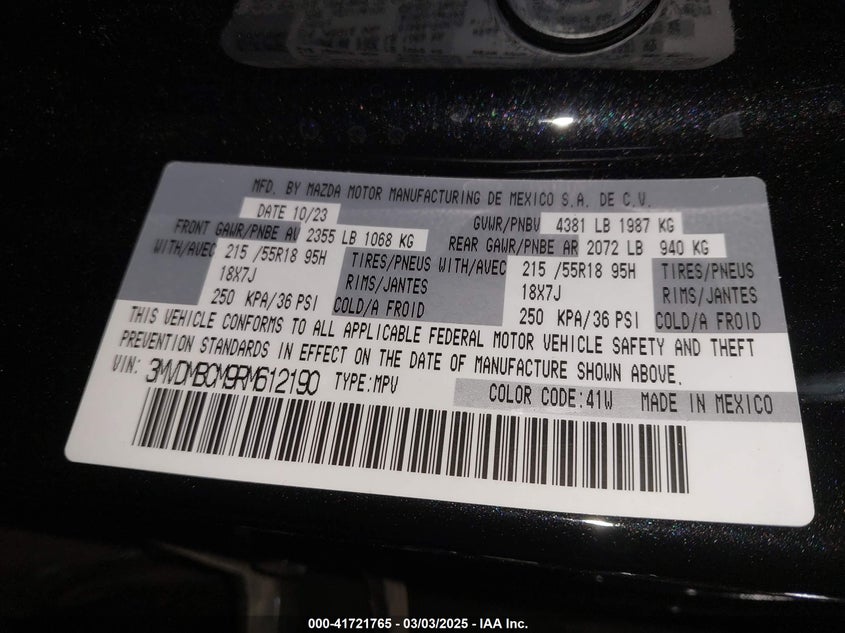 MFD. BY MAZDA MOTOR MANUFACTURING DE MEXICO S.A. DE C.V.
DATE 10/23 GVWR/PNBV 4381 LB 1987 KG
FRONT GAWR/PNBE AV 2355 LB 1068 KG REAR GAWR/PNBE AR 2072 LB 940 KG
WITH/AVEC 215 /55R18 95H TIRES/PNEUS WITH/AVEC 215 /55R18 95H TIRES/PNEUS
18X7J RIMS/JANTES 18X7J RIMS/JANTES
250 KPA/36 PSI COLD/A FROID 250 KPA/36 PSI COLD/A FROID
THIS VEHICLE CONFORMS TO ALL APPLICABLE FEDERAL MOTOR VEHICLE SAFETY AND THEFT
PREVENTION STANDARDS IN EFFECT ON THE DATE OF MANUFACTURE SHOWN ABOVE.
VIN: 3MVDMBCM9RM612190 TYPE:MPV COLOR CODE:41W MADE IN MEXICO
000-41721765 - 03/03/2025 - IAA Inc.